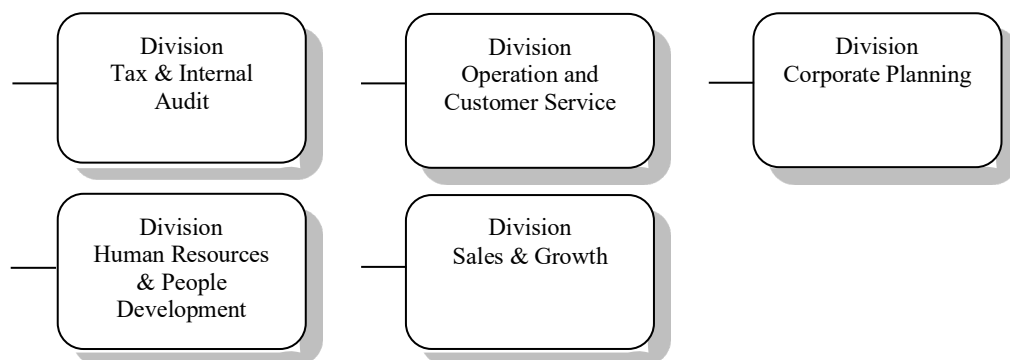 Division
Tax & Internal
Audit
Division
Operation and
Customer Service
Division
Corporate Planning
Division
Human Resources
& People
Development
Division
Sales & Growth